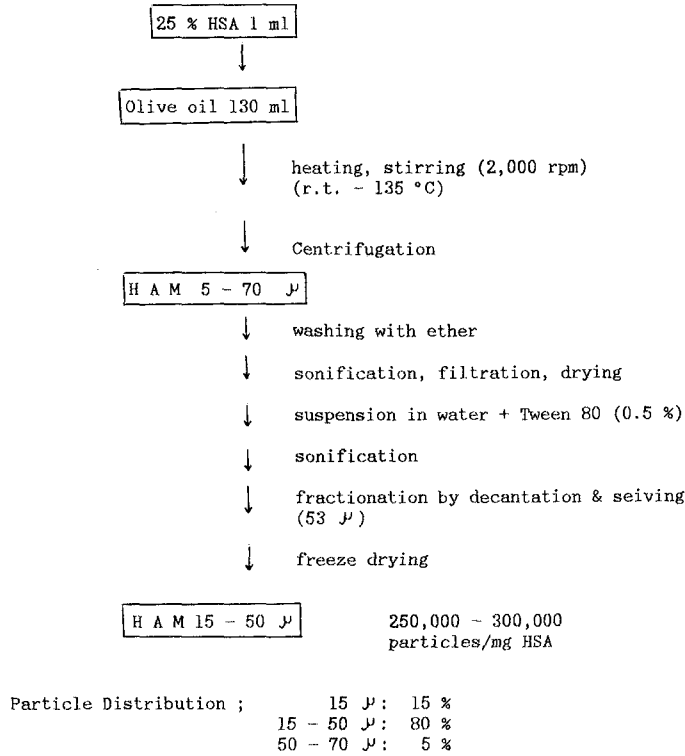 25 % HSA 1 ml
Olive oil 130 ml
heating, stirring (2,000 rpm)
(r.t. - 135 °C)
Centrifugation
H A M 5 - 70 μ
washing with ether
sonification, filtration, drying
suspension in water + Tween 80 (0.5 %)
sonification
fractionation by decantation & seiving
(53 μ)
freeze drying
H A M 15 - 50 μ
250,000 - 300,000
particles/mg HSA
Particle Distribution ; 15 μ: 15 %
15 - 50 μ: 80 %
50 - 70 μ: 5 %